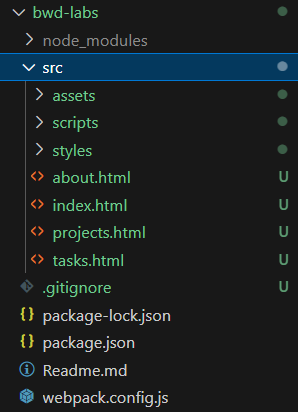 bwd-labs
node_modules
src
assets
scripts
styles
about.html U
index.html U
projects.html U
tasks.html U
.gitignore U
package-lock.json
package.json
Readme.md
webpack.config.js